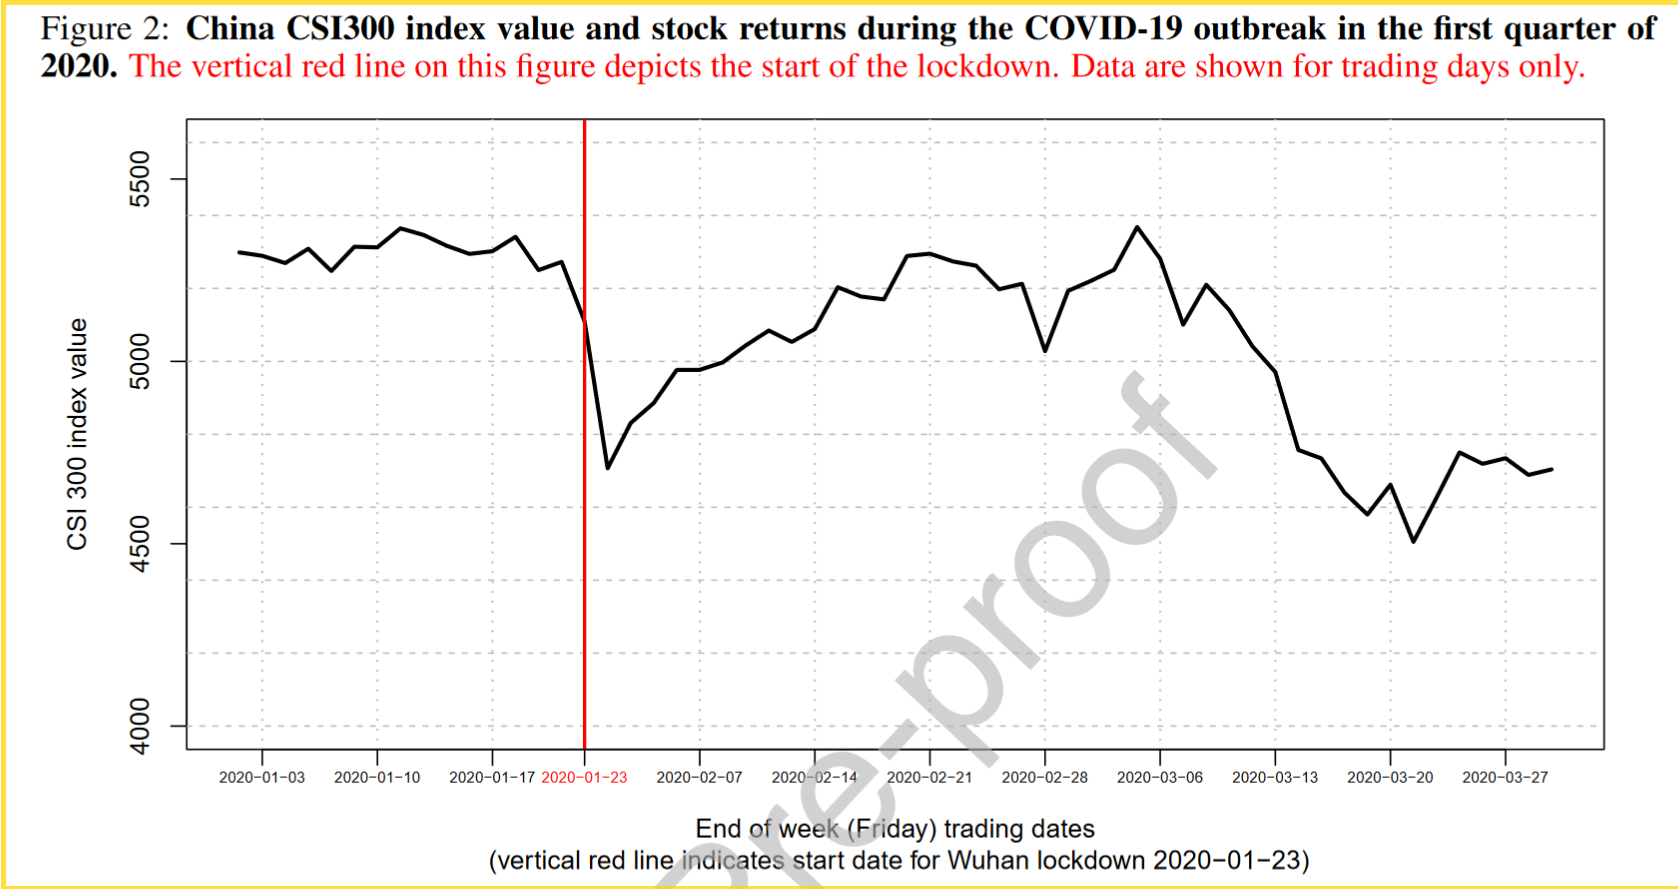 Figure 2: China CSI300 index value and stock returns during the COVID-19 outbreak in the first quarter of
2020. The vertical red line on this figure depicts the start of the lockdown. Data are shown for trading days only.
5500
5000
4500
4000
CSI 300 index value
2020−01−03 2020−01−10 2020−01−17 2020−01−23 2020−02−07 2020−02−14 2020−02−21 2020−02−28 2020−03−06 2020−03−13 2020−03−20 2020−03−27
End of week (Friday) trading dates
(vertical red line indicates start date for Wuhan lockdown 2020−01−23)
Pre-proof